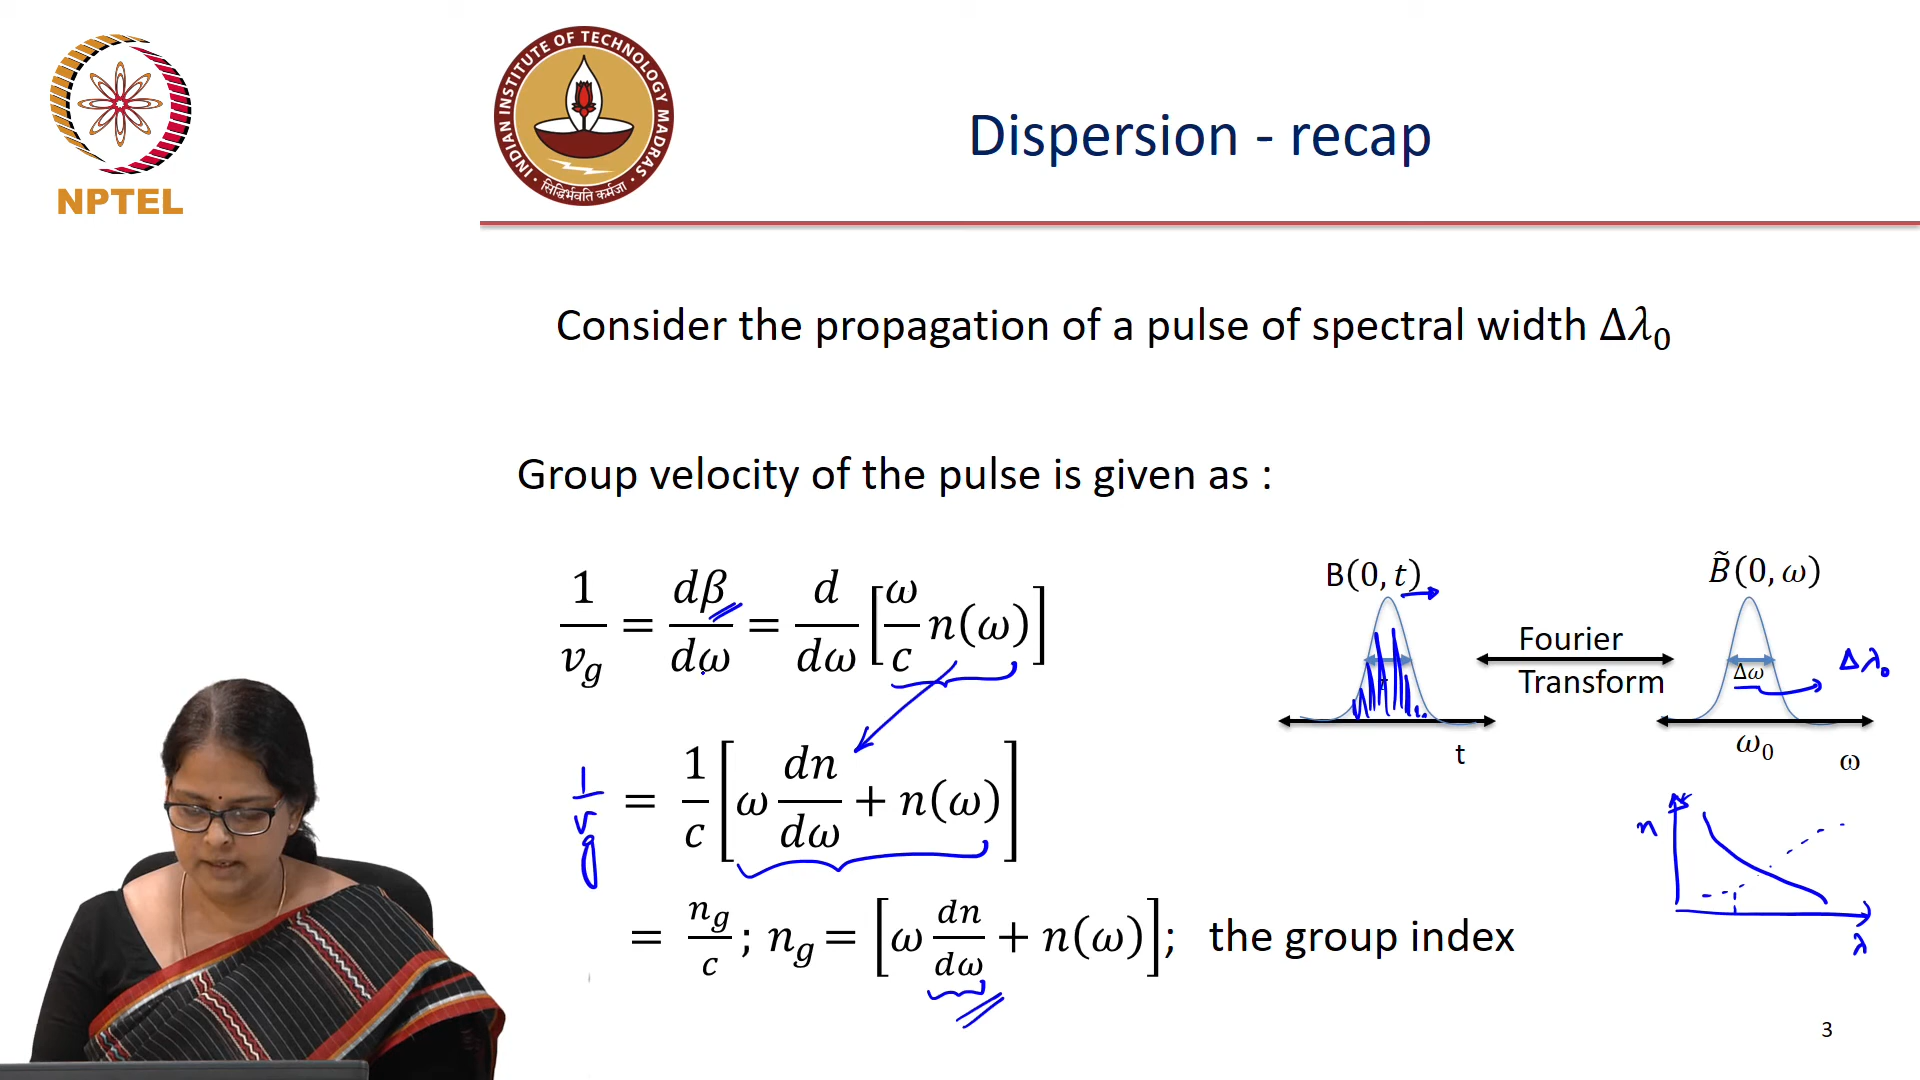 NPTEL
INDIAN INSTITUTE OF TECHNOLOGY MADRAS
सिद्धिर्भवति कर्मजा
Dispersion - recap
Consider the propagation of a pulse of spectral width Δλ₀
Group velocity of the pulse is given as :
1/v_g = dβ/dω = d/dω [ω/c n(ω)]
1/v_g = 1/c [ω dn/dω + n(ω)]
= n_g/c ; n_g = [ω dn/dω + n(ω)]; the group index
B(0, t)
t
Fourier
Transform
B̃(0, ω)
Δω
Δλ₀
ω₀
ω
n
λ
3